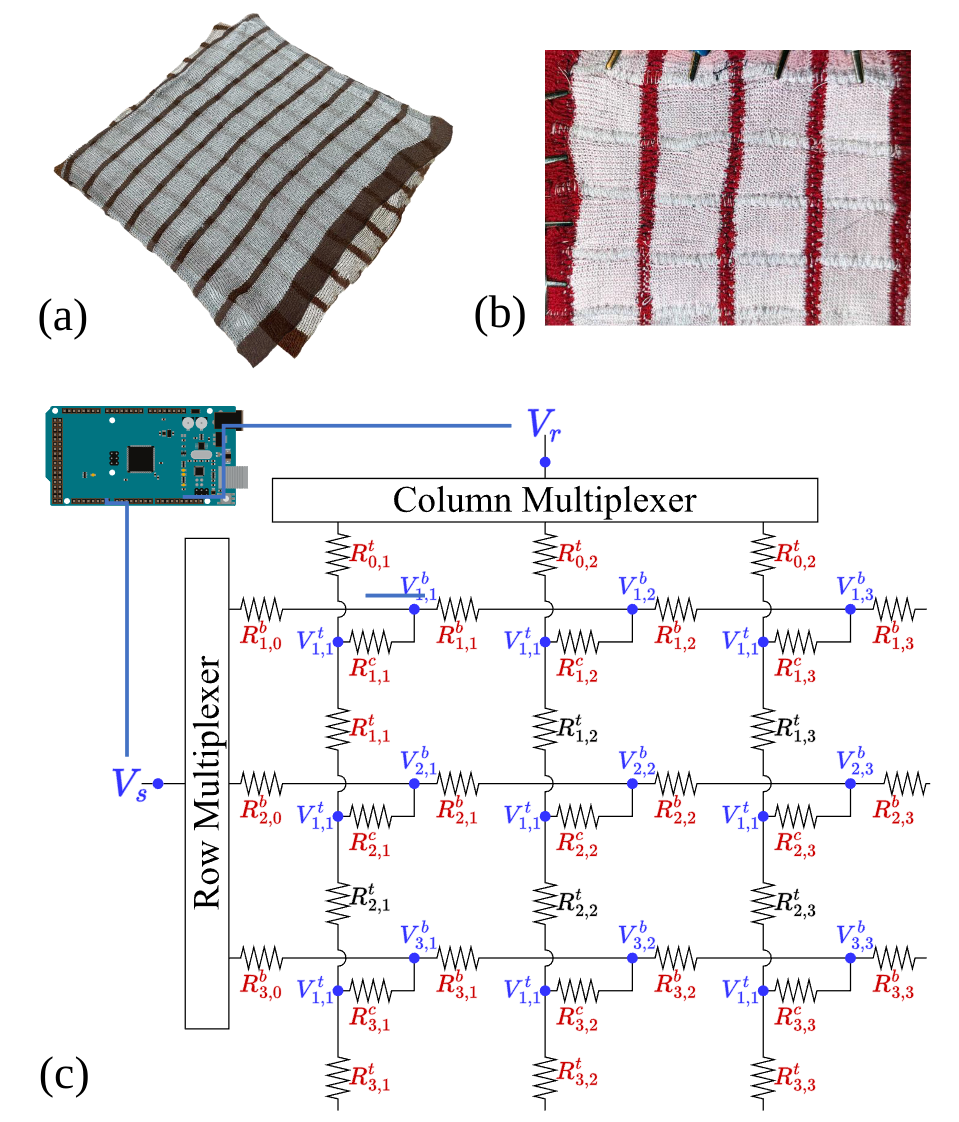 (a)
(b)
V_r
Column Multiplexer
R^t_{0,1} R^t_{0,2} R^t_{0,2}
V^b_{1,1} V^b_{1,2} V^b_{1,3}
R^b_{1,0} R^b_{1,1} R^b_{1,2} R^b_{1,3}
V^t_{1,1} V^t_{1,1} V^t_{1,1}
R^c_{1,1} R^c_{1,2} R^c_{1,3}
R^t_{1,1} R^t_{1,2} R^t_{1,3}
Row Multiplexer
V_s
V^b_{2,1} V^b_{2,2} V^b_{2,3}
R^b_{2,0} R^b_{2,1} R^b_{2,2} R^b_{2,3}
V^t_{1,1} V^t_{1,1} V^t_{1,1}
R^c_{2,1} R^c_{2,2} R^c_{2,3}
R^t_{2,1} R^t_{2,2} R^t_{2,3}
V^b_{3,1} V^b_{3,2} V^b_{3,3}
R^b_{3,0} R^b_{3,1} R^b_{3,2} R^b_{3,3}
V^t_{1,1} V^t_{1,1} V^t_{1,1}
R^c_{3,1} R^c_{3,2} R^c_{3,3}
R^t_{3,1} R^t_{3,2} R^t_{3,3}
(c)